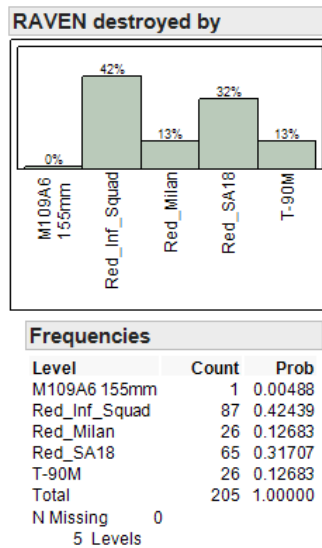 RAVEN destroyed by
42%
32%
13%
13%
0%
M109A6
155mm
Red_Inf_Squad
Red_Milan
Red_SA18
T-90M
Frequencies
Level Count Prob
M109A6 155mm 1 0.00488
Red_Inf_Squad 87 0.42439
Red_Milan 26 0.12683
Red_SA18 65 0.31707
T-90M 26 0.12683
Total 205 1.00000
N Missing 0
5 Levels